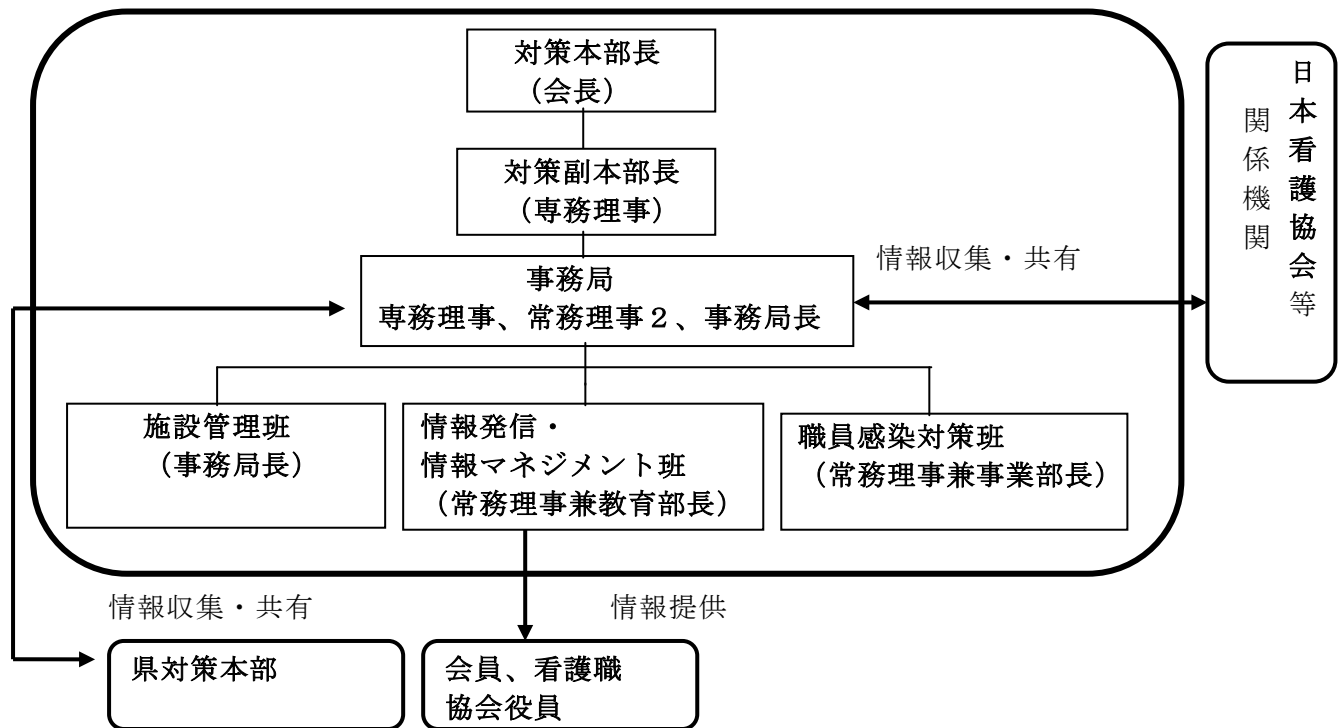 対策本部長
（会長）
対策副本部長
（専務理事）
事務局
専務理事、常務理事２、事務局長
情報収集・共有
日本看護協会等
関係機関
施設管理班
（事務局長）
情報発信・
情報マネジメント班
（常務理事兼教育部長）
職員感染対策班
（常務理事兼事業部長）
情報収集・共有
情報提供
県対策本部
会員、看護職
協会役員